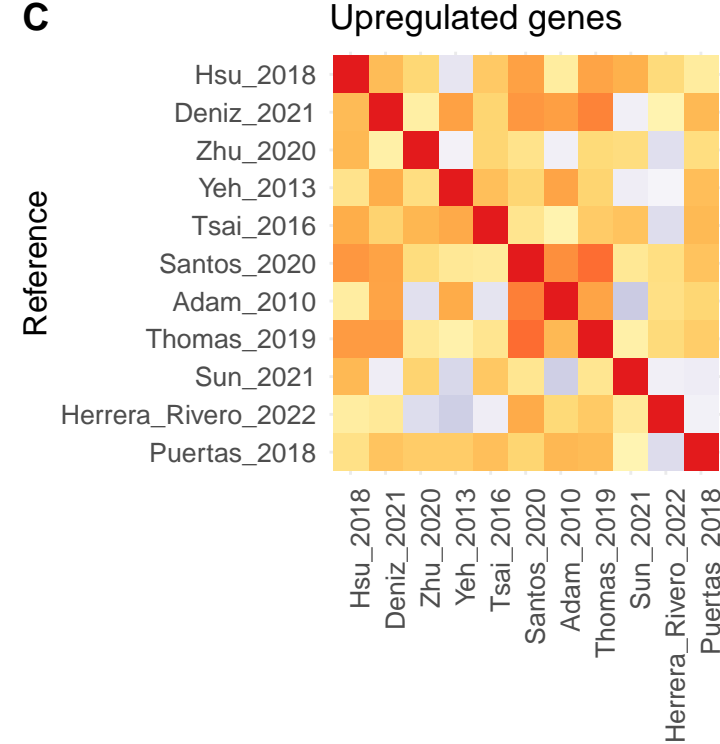 C
Upregulated genes
Reference
Hsu_2018
Deniz_2021
Zhu_2020
Yeh_2013
Tsai_2016
Santos_2020
Adam_2010
Thomas_2019
Sun_2021
Herrera_Rivero_2022
Puertas_2018
Hsu_2018
Deniz_2021
Zhu_2020
Yeh_2013
Tsai_2016
Santos_2020
Adam_2010
Thomas_2019
Sun_2021
Herrera_Rivero_2022
Puertas_2018